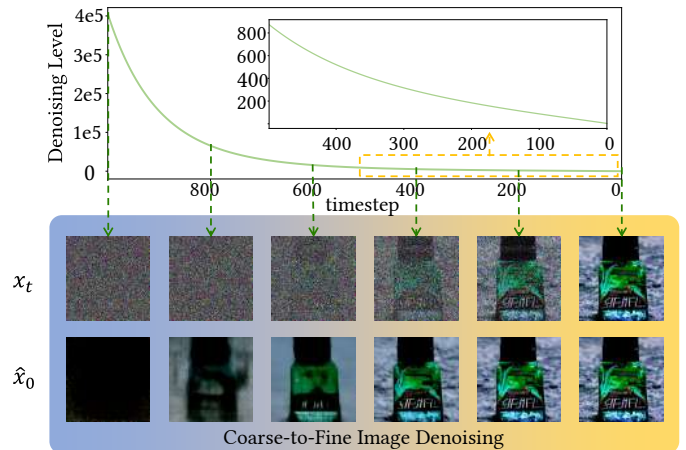 Denoising Level
4e5
3e5
1e5
1e5
0
800
600
400
200
400 300 200 100 0
800 600 400 200 0
timestep
x_t
x̂_0
Coarse-to-Fine Image Denoising